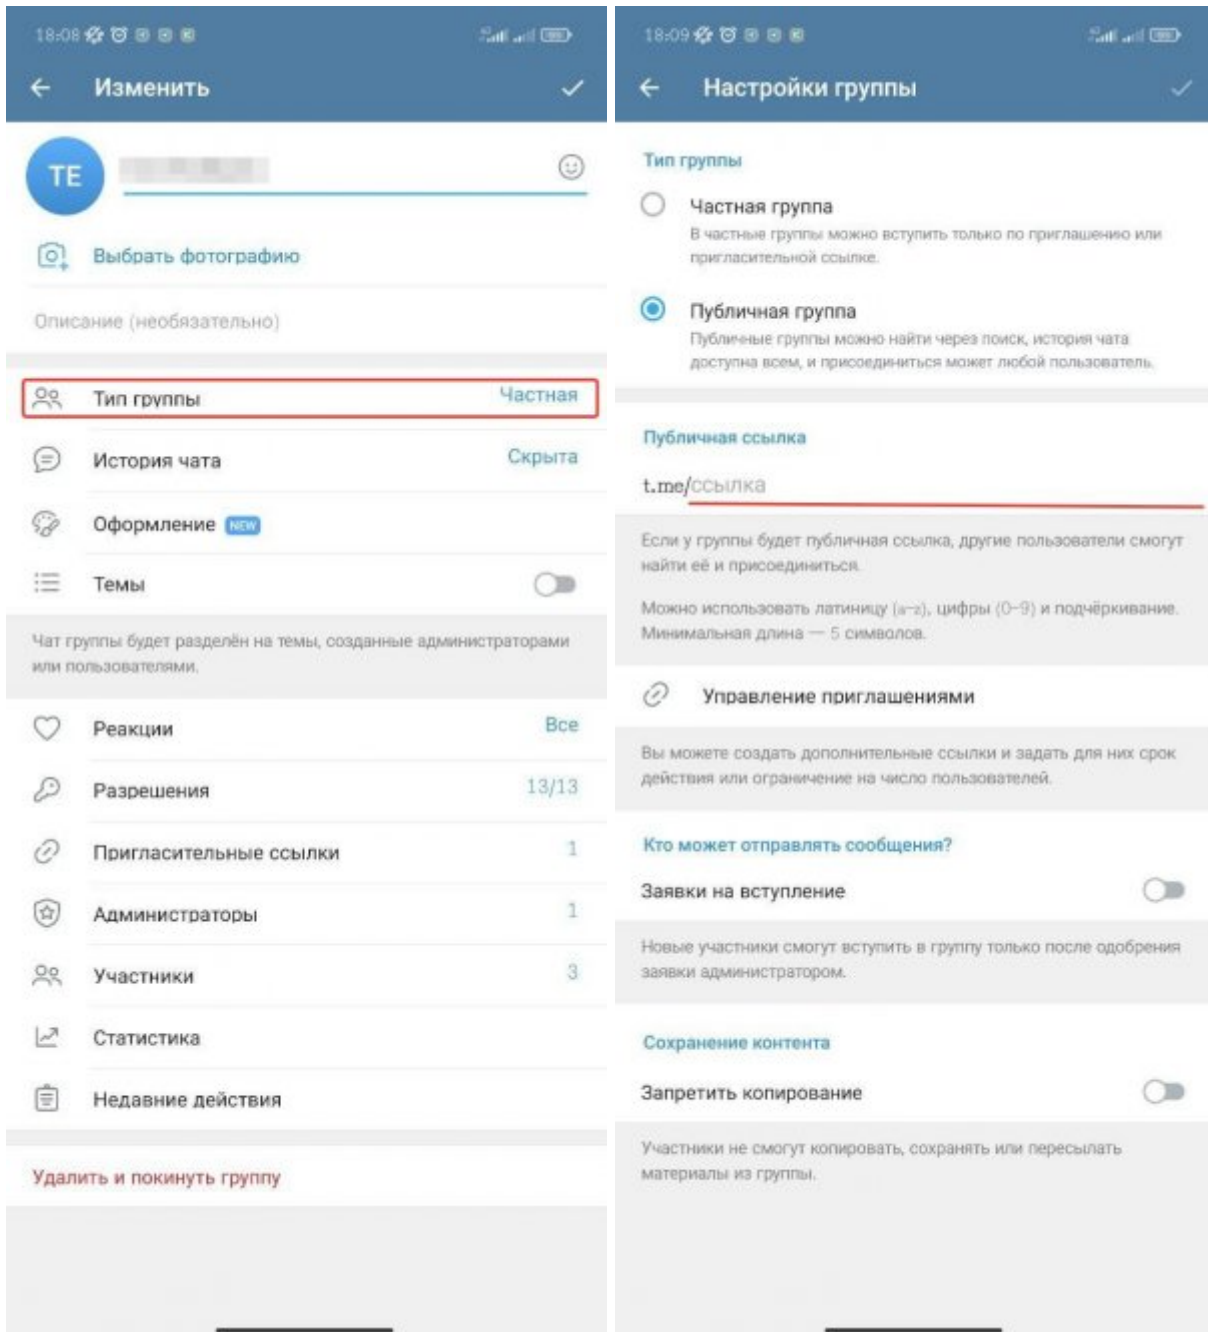 18:08
Изменить
TE
Выбрать фотографию
Описание (необязательно)
Тип группы
Частная
История чата
Скрыта
Оформление NEW
Темы
Чат группы будет разделён на темы, созданные администраторами
или пользователями.
Реакции
Все
Разрешения
13/13
Пригласительные ссылки
1
Администраторы
1
Участники
3
Статистика
Недавние действия
Удалить и покинуть группу
18:09
Настройки группы
Тип группы
Частная группа
В частные группы можно вступить только по приглашению или
пригласительной ссылке.
Публичная группа
Публичные группы можно найти через поиск, история чата
доступна всем, и присоединиться может любой пользователь.
Публичная ссылка
t.me/ссылка
Если у группы будет публичная ссылка, другие пользователи смогут
найти её и присоединиться.
Можно использовать латиницу (a–z), цифры (0–9) и подчёркивание.
Минимальная длина — 5 символов.
Управление приглашениями
Вы можете создать дополнительные ссылки и задать для них срок
действия или ограничение на число пользователей.
Кто может отправлять сообщения?
Заявки на вступление
Новые участники смогут вступить в группу только после одобрения
заявки администратором.
Сохранение контента
Запретить копирование
Участники не смогут копировать, сохранять или пересылать
материалы из группы.